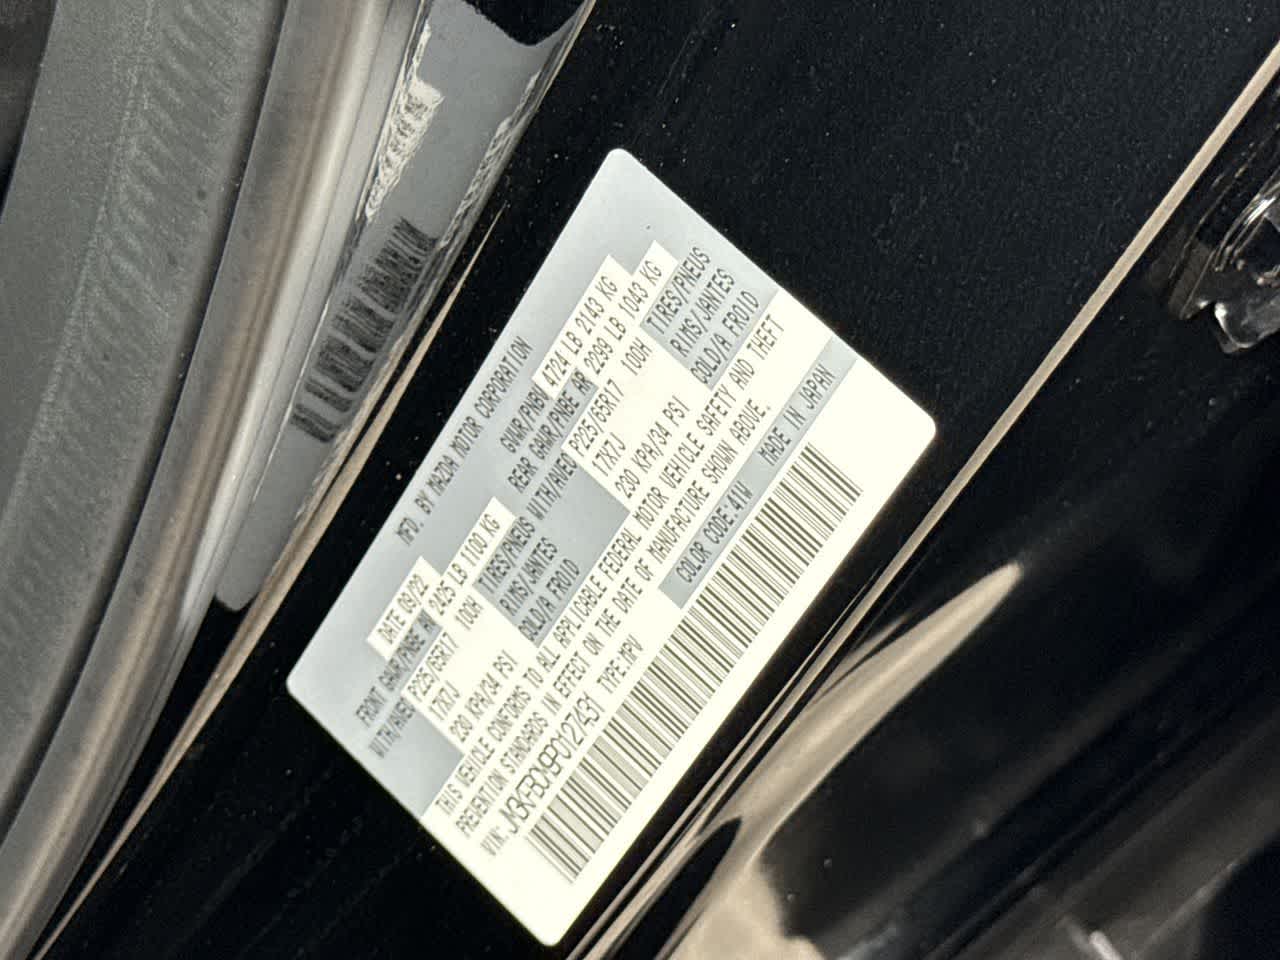 MFD. BY MAZDA MOTOR CORPORATION
DATE 09/22 GVWR/PNBV 4724 LB 2143 KG
FRONT GAWR/PNBE AV 2425 LB 1100 KG REAR GAWR/PNBE AR 2299 LB 1043 KG
WITH/AVEC P225/65R17 100H TIRES/PNEUS WITH/AVEC P225/65R17 100H TIRES/PNEUS
17X7J RIMS/JANTES 17X7J RIMS/JANTES
230 KPA/34 PSI COLD/A FROID 230 KPA/34 PSI COLD/A FROID
THIS VEHICLE CONFORMS TO ALL APPLICABLE FEDERAL MOTOR VEHICLE SAFETY AND THEFT
PREVENTION STANDARDS IN EFFECT ON THE DATE OF MANUFACTURE SHOWN ABOVE.
VIN: JM3KFBCM9P0127431 TYPE:MPV COLOR CODE:41W MADE IN JAPAN